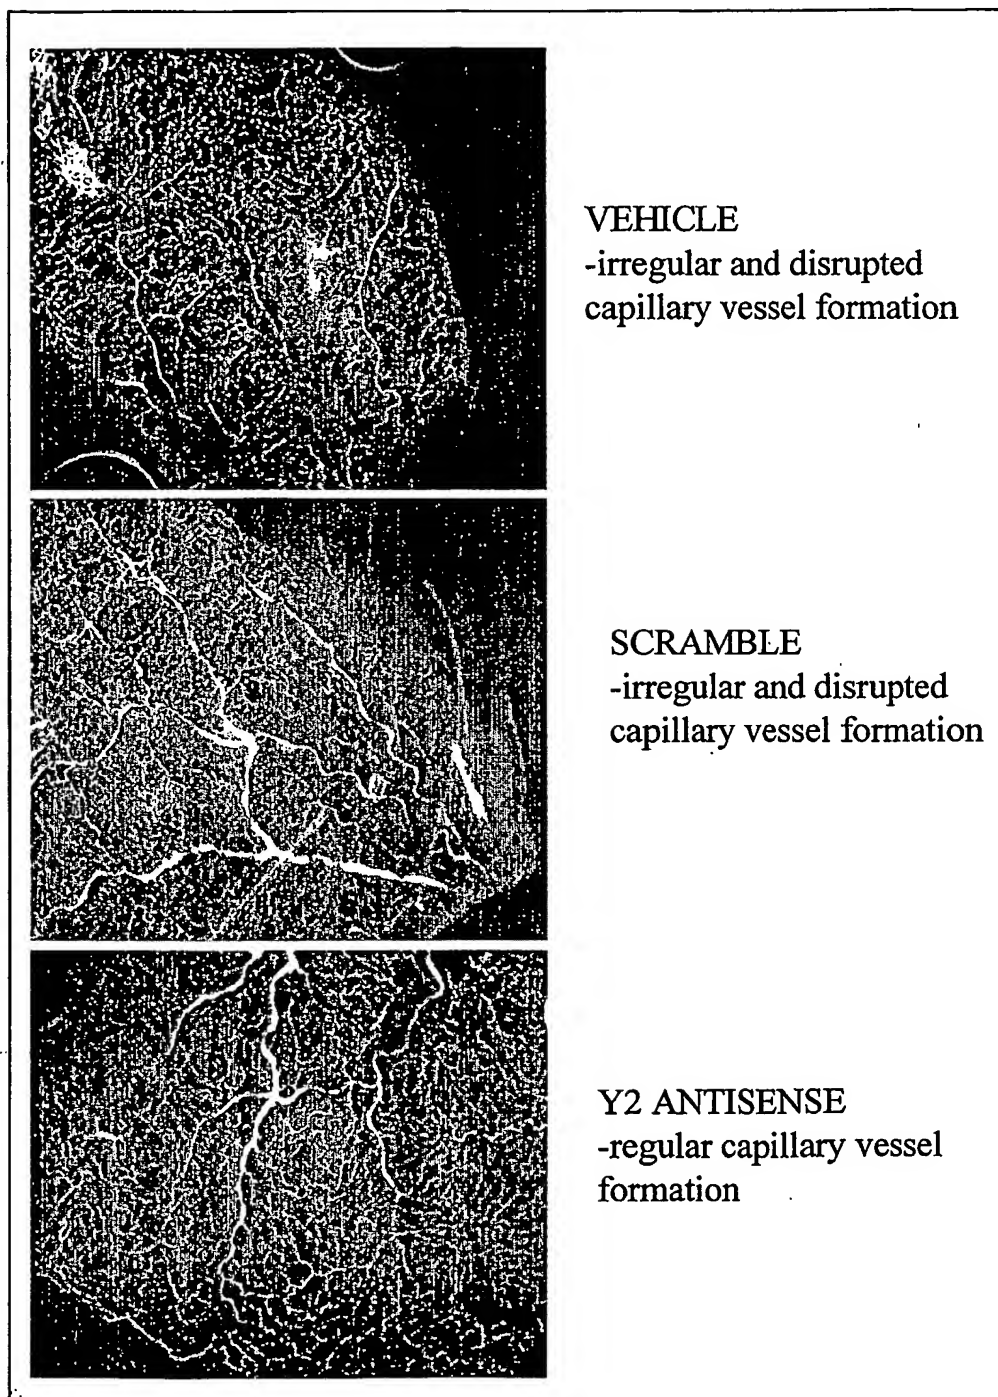 VEHICLE
-irregular and disrupted
capillary vessel formation
SCRAMBLE
-irregular and disrupted
capillary vessel formation
Y2 ANTISENSE
-regular capillary vessel
formation